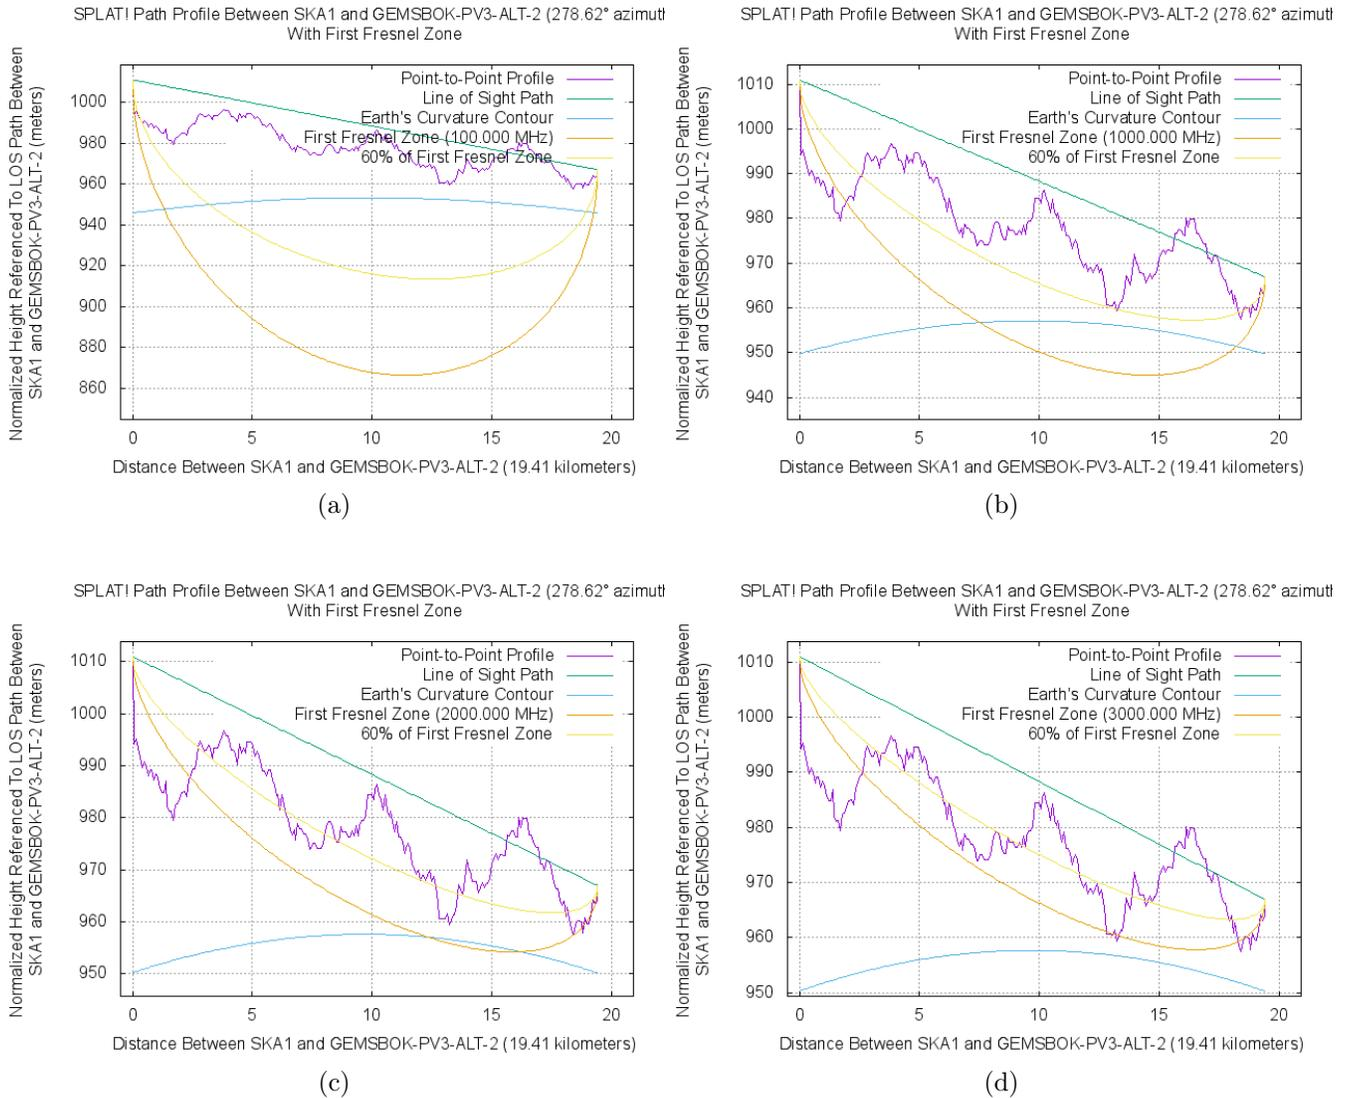 SPLAT! Path Profile Between SKA1 and GEMSBOK-PV3-ALT-2 (278.62° azimuth
With First Fresnel Zone
Normalized Height Referenced To LOS Path Between
SKA1 and GEMSBOK-PV3-ALT-2 (meters)
Point-to-Point Profile
Line of Sight Path
Earth's Curvature Contour
First Fresnel Zone (100.000 MHz)
60% of First Fresnel Zone
1000
980
960
940
920
900
880
860
0 5 10 15 20
Distance Between SKA1 and GEMSBOK-PV3-ALT-2 (19.41 kilometers)
(a)
SPLAT! Path Profile Between SKA1 and GEMSBOK-PV3-ALT-2 (278.62° azimuth
With First Fresnel Zone
Normalized Height Referenced To LOS Path Between
SKA1 and GEMSBOK-PV3-ALT-2 (meters)
Point-to-Point Profile
Line of Sight Path
Earth's Curvature Contour
First Fresnel Zone (1000.000 MHz)
60% of First Fresnel Zone
1010
1000
990
980
970
960
950
940
0 5 10 15 20
Distance Between SKA1 and GEMSBOK-PV3-ALT-2 (19.41 kilometers)
(b)
SPLAT! Path Profile Between SKA1 and GEMSBOK-PV3-ALT-2 (278.62° azimuth
With First Fresnel Zone
Normalized Height Referenced To LOS Path Between
SKA1 and GEMSBOK-PV3-ALT-2 (meters)
Point-to-Point Profile
Line of Sight Path
Earth's Curvature Contour
First Fresnel Zone (2000.000 MHz)
60% of First Fresnel Zone
1010
1000
990
980
970
960
950
0 5 10 15 20
Distance Between SKA1 and GEMSBOK-PV3-ALT-2 (19.41 kilometers)
(c)
SPLAT! Path Profile Between SKA1 and GEMSBOK-PV3-ALT-2 (278.62° azimuth
With First Fresnel Zone
Normalized Height Referenced To LOS Path Between
SKA1 and GEMSBOK-PV3-ALT-2 (meters)
Point-to-Point Profile
Line of Sight Path
Earth's Curvature Contour
First Fresnel Zone (3000.000 MHz)
60% of First Fresnel Zone
1010
1000
990
980
970
960
950
0 5 10 15 20
Distance Between SKA1 and GEMSBOK-PV3-ALT-2 (19.41 kilometers)
(d)